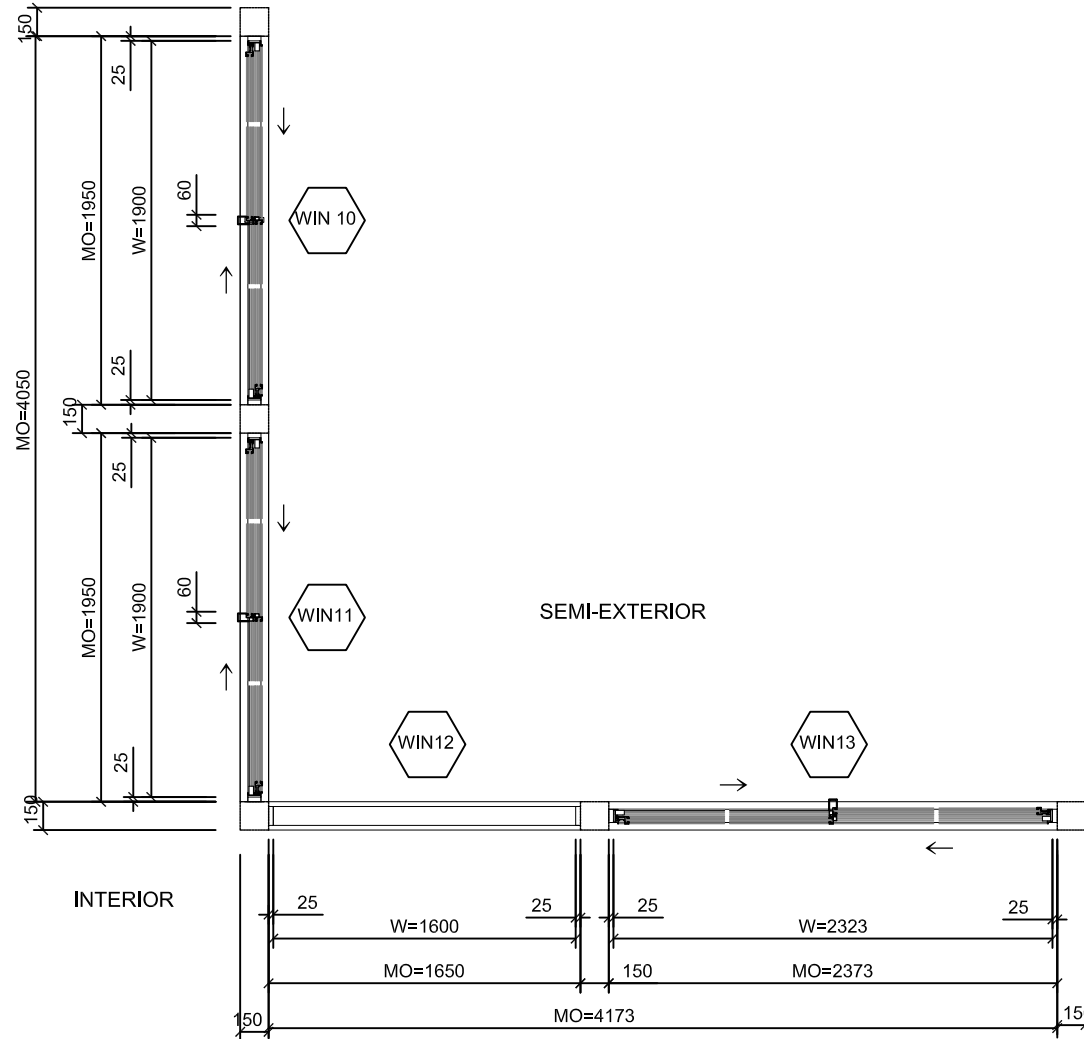 150
25
MO=1950
W=1900
60
WIN 10
25
MO=4050
150
25
MO=1950
W=1900
60
WIN11
SEMI-EXTERIOR
25
WIN12
WIN13
150
INTERIOR
25
25
25
25
W=1600
W=2323
MO=1650
150
MO=2373
MO=4173
150
15